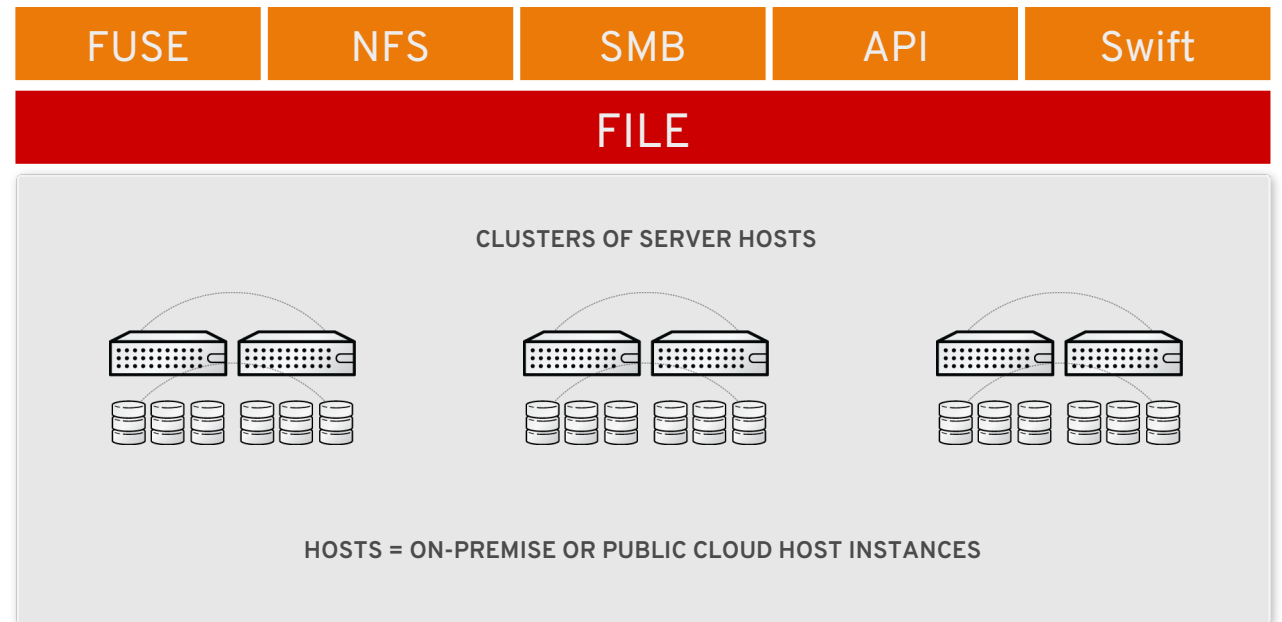 FUSE NFS SMB API Swift
FILE
CLUSTERS OF SERVER HOSTS
HOSTS = ON-PREMISE OR PUBLIC CLOUD HOST INSTANCES